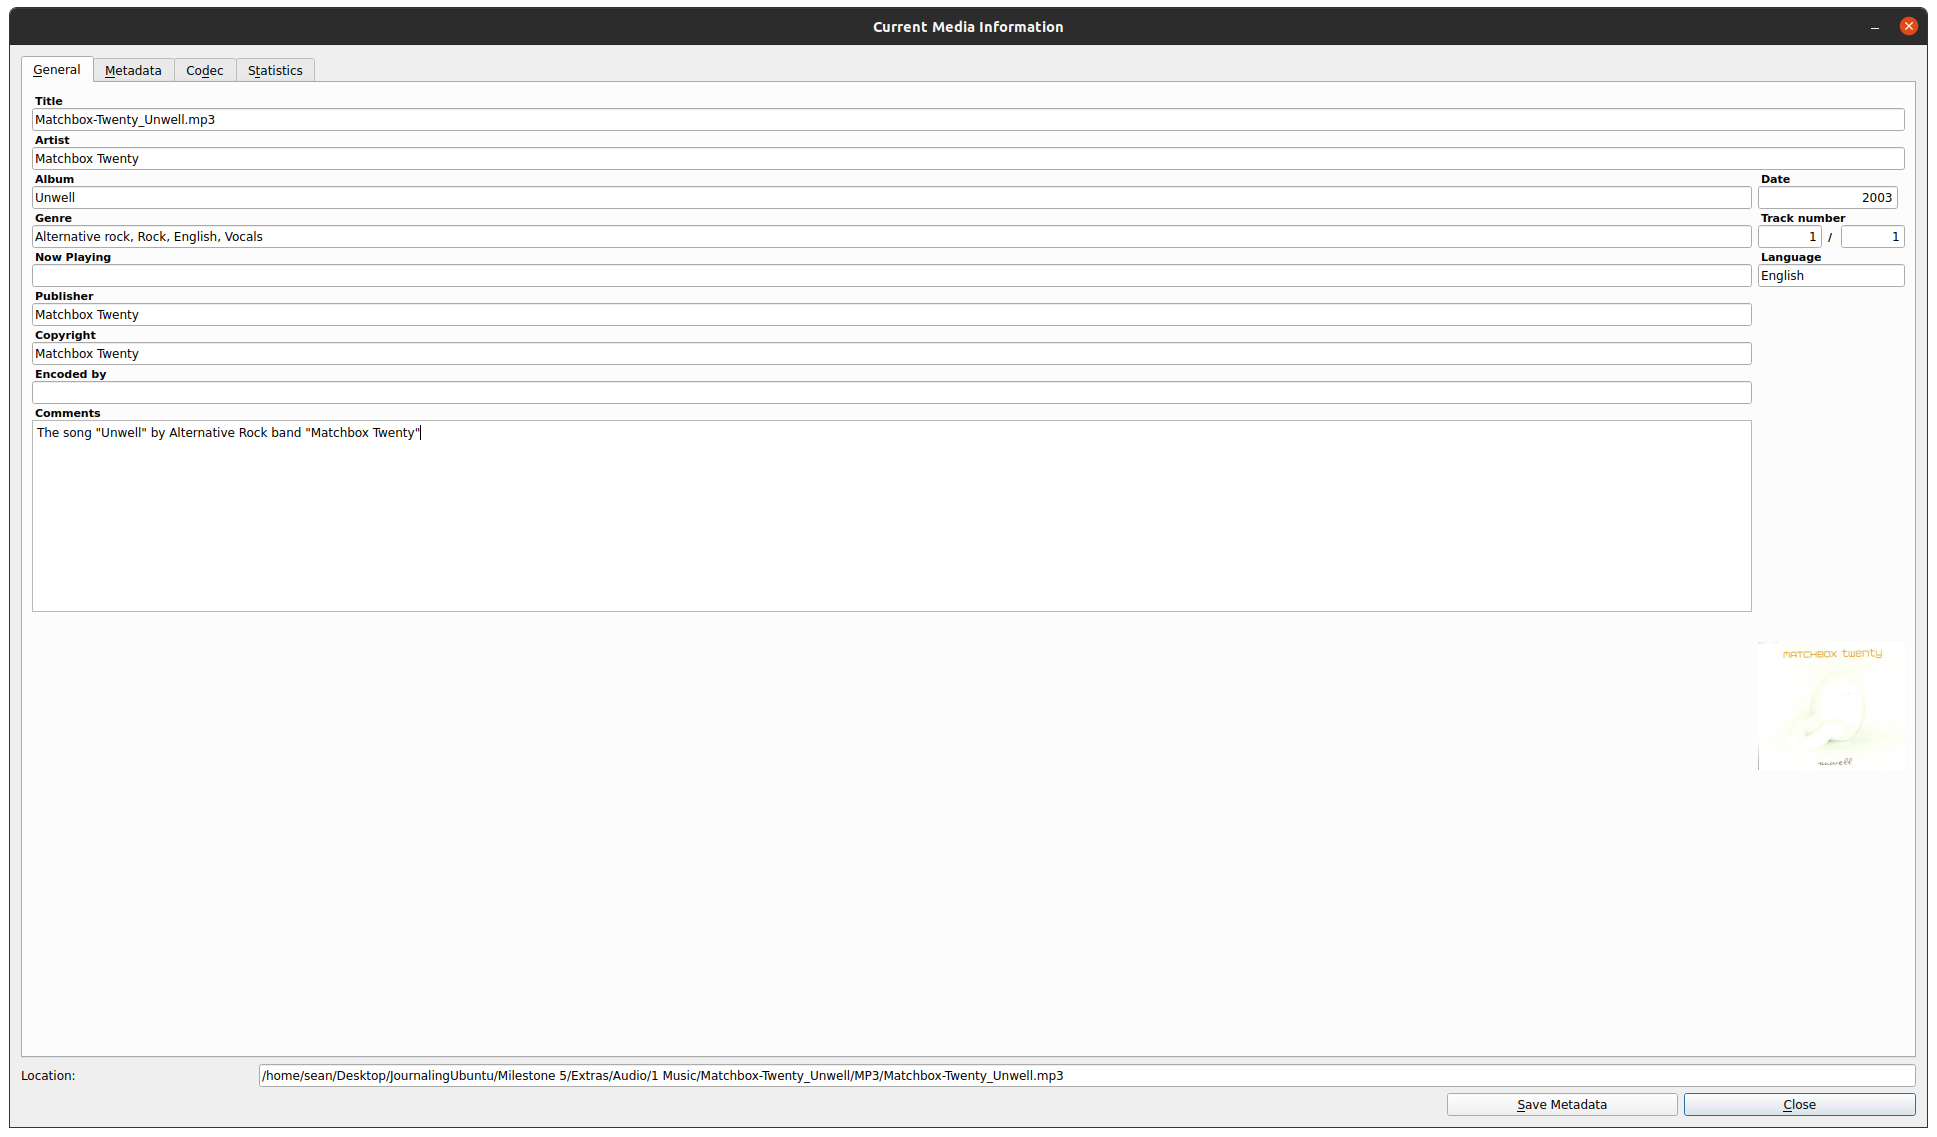 Current Media Information
General Metadata Codec Statistics
Title
Matchbox-Twenty_Unwell.mp3
Artist
Matchbox Twenty
Album Date
Unwell 2003
Genre Track number
Alternative rock, Rock, English, Vocals 1 / 1
Now Playing Language
English
Publisher
Matchbox Twenty
Copyright
Matchbox Twenty
Encoded by
Comments
The song "Unwell" by Alternative Rock band "Matchbox Twenty"
MATCHBOX twenty
unwell
Location: /home/sean/Desktop/JournalingUbuntu/Milestone 5/Extras/Audio/1 Music/Matchbox-Twenty_Unwell/MP3/Matchbox-Twenty_Unwell.mp3
Save Metadata Close